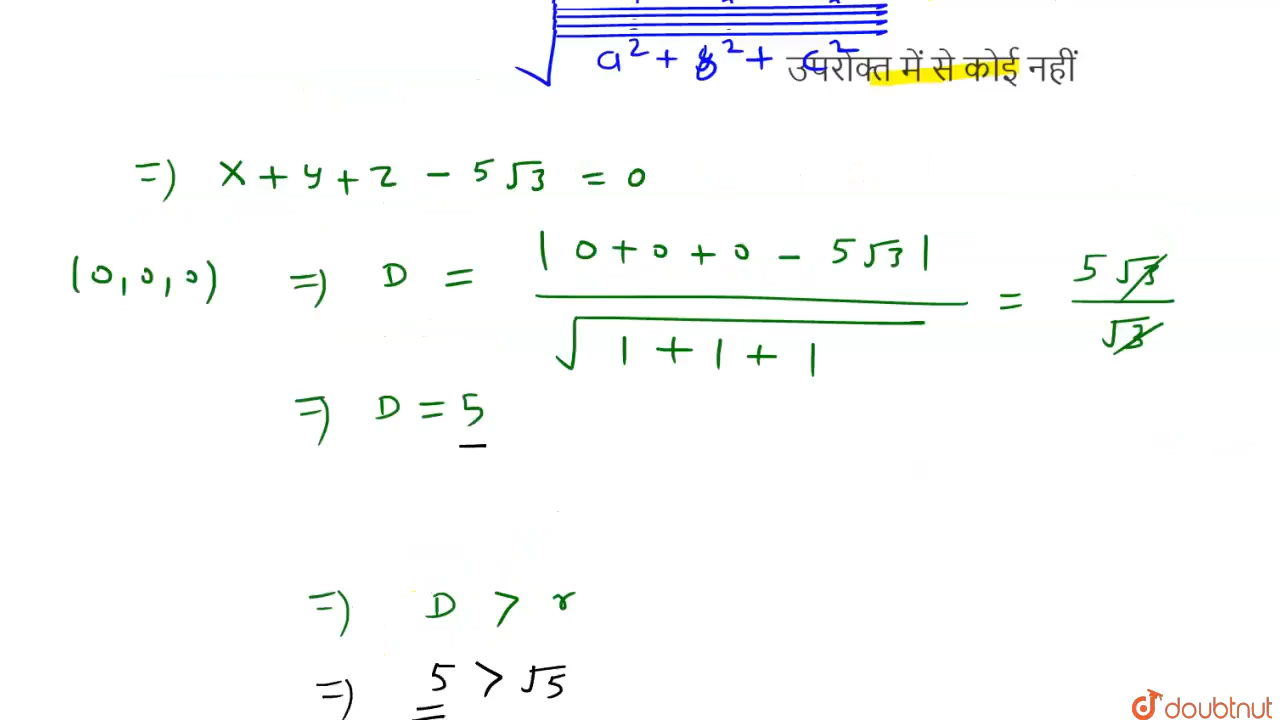 √a² + b² + c² उपरोक्त में से कोई नहीं
=) x + y + z - 5√3 = 0
(0,0,0) =) D = |0+0+0-5√3| / √1+1+1 = 5√3 / √3
=) D = 5
=) D > r
=) 5 > √5
doubtnut